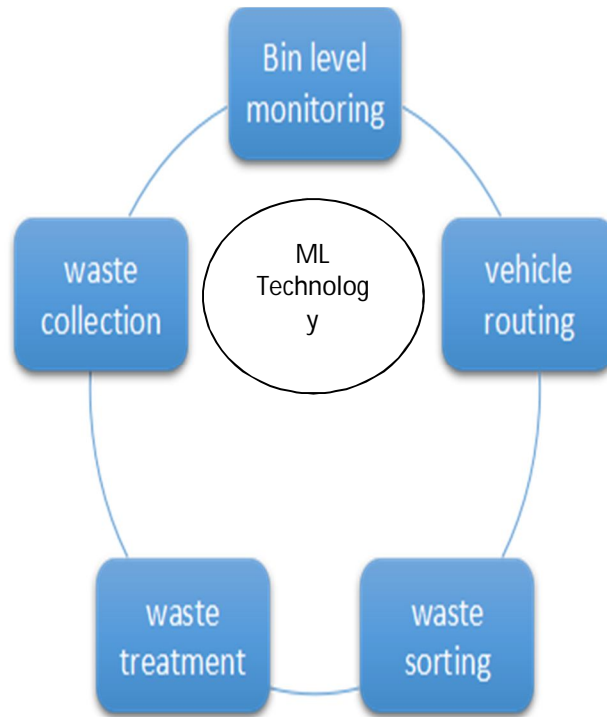 Bin level
monitoring
waste
collection
ML
Technolog
y
vehicle
routing
waste
treatment
waste
sorting